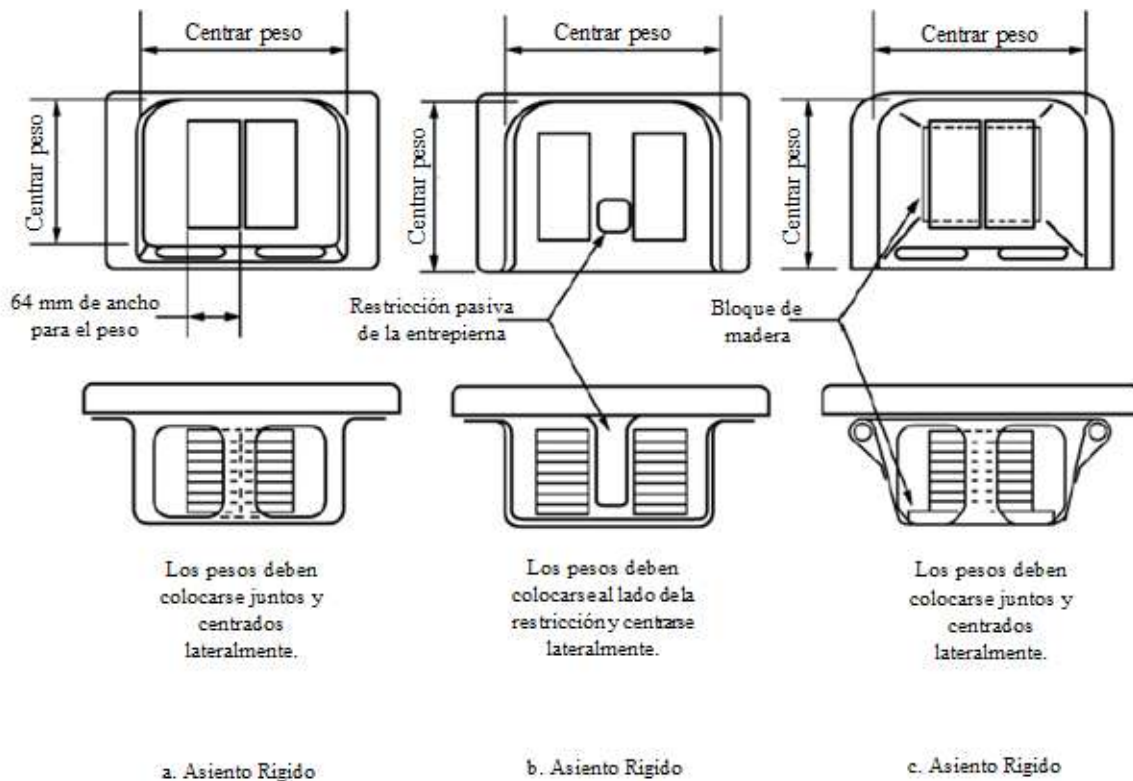 Centrar peso
Centrar peso
Centrar peso
Centrar peso
Centrar peso
Centrar peso
64 mm de ancho
para el peso
Restricción pasiva
de la entrepierna
Bloque de
madera
Los pesos deben
colocarse juntos y
centrados
lateralmente.
Los pesos deben
colocarse al lado de la
restricción y centrarse
lateralmente.
Los pesos deben
colocarse juntos y
centrados
lateralmente.
a. Asiento Rigido
b. Asiento Rigido
c. Asiento Rigido